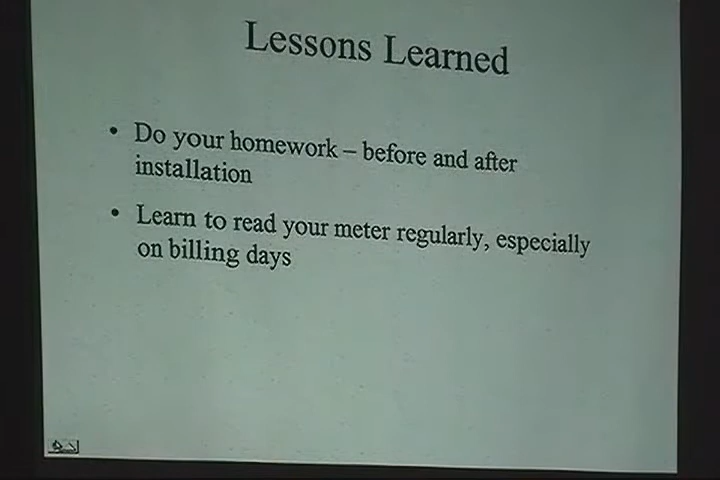 Lessons Learned
• Do your homework – before and after
installation
• Learn to read your meter regularly, especially
on billing days